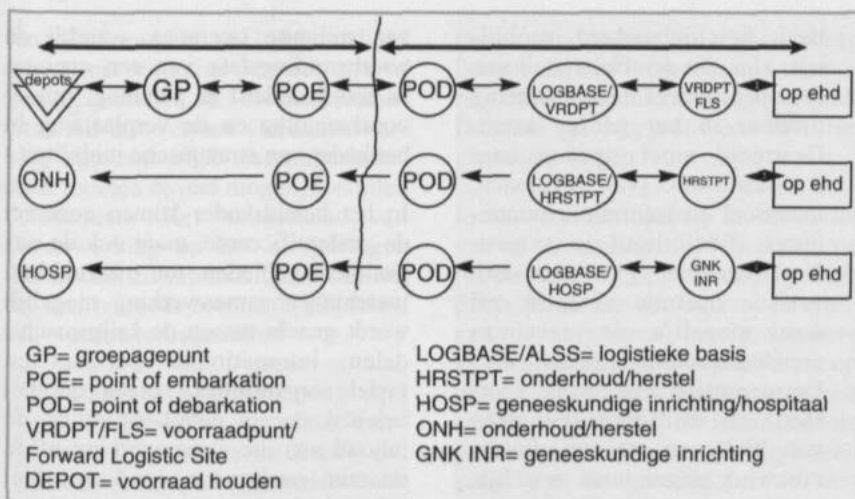 depots GP POE POD LOGBASE/ VRDPT VRDPT FLS op ehd
ONH POE POD LOGBASE/ HRSTPT HRSTPT op ehd
HOSP POE POD LOGBASE/ HOSP GNK INR op ehd
GP= groepagepunt
POE= point of embarkation
POD= point of debarkation
VRDPT/FLS= voorraadpunt/
Forward Logistic Site
DEPOT= voorraad houden
LOGBASE/ALSS= logistieke basis
HRSTPT= onderhoud/herstel
HOSP= geneeskundige inrichting/hospitaal
ONH= onderhoud/herstel
GNK INR= geneeskundige inrichting